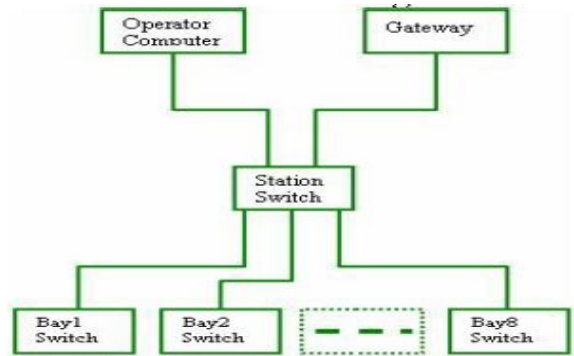 Operator
Computer
Gateway
Station
Switch
Bay1
Switch
Bay2
Switch
Bay8
Switch